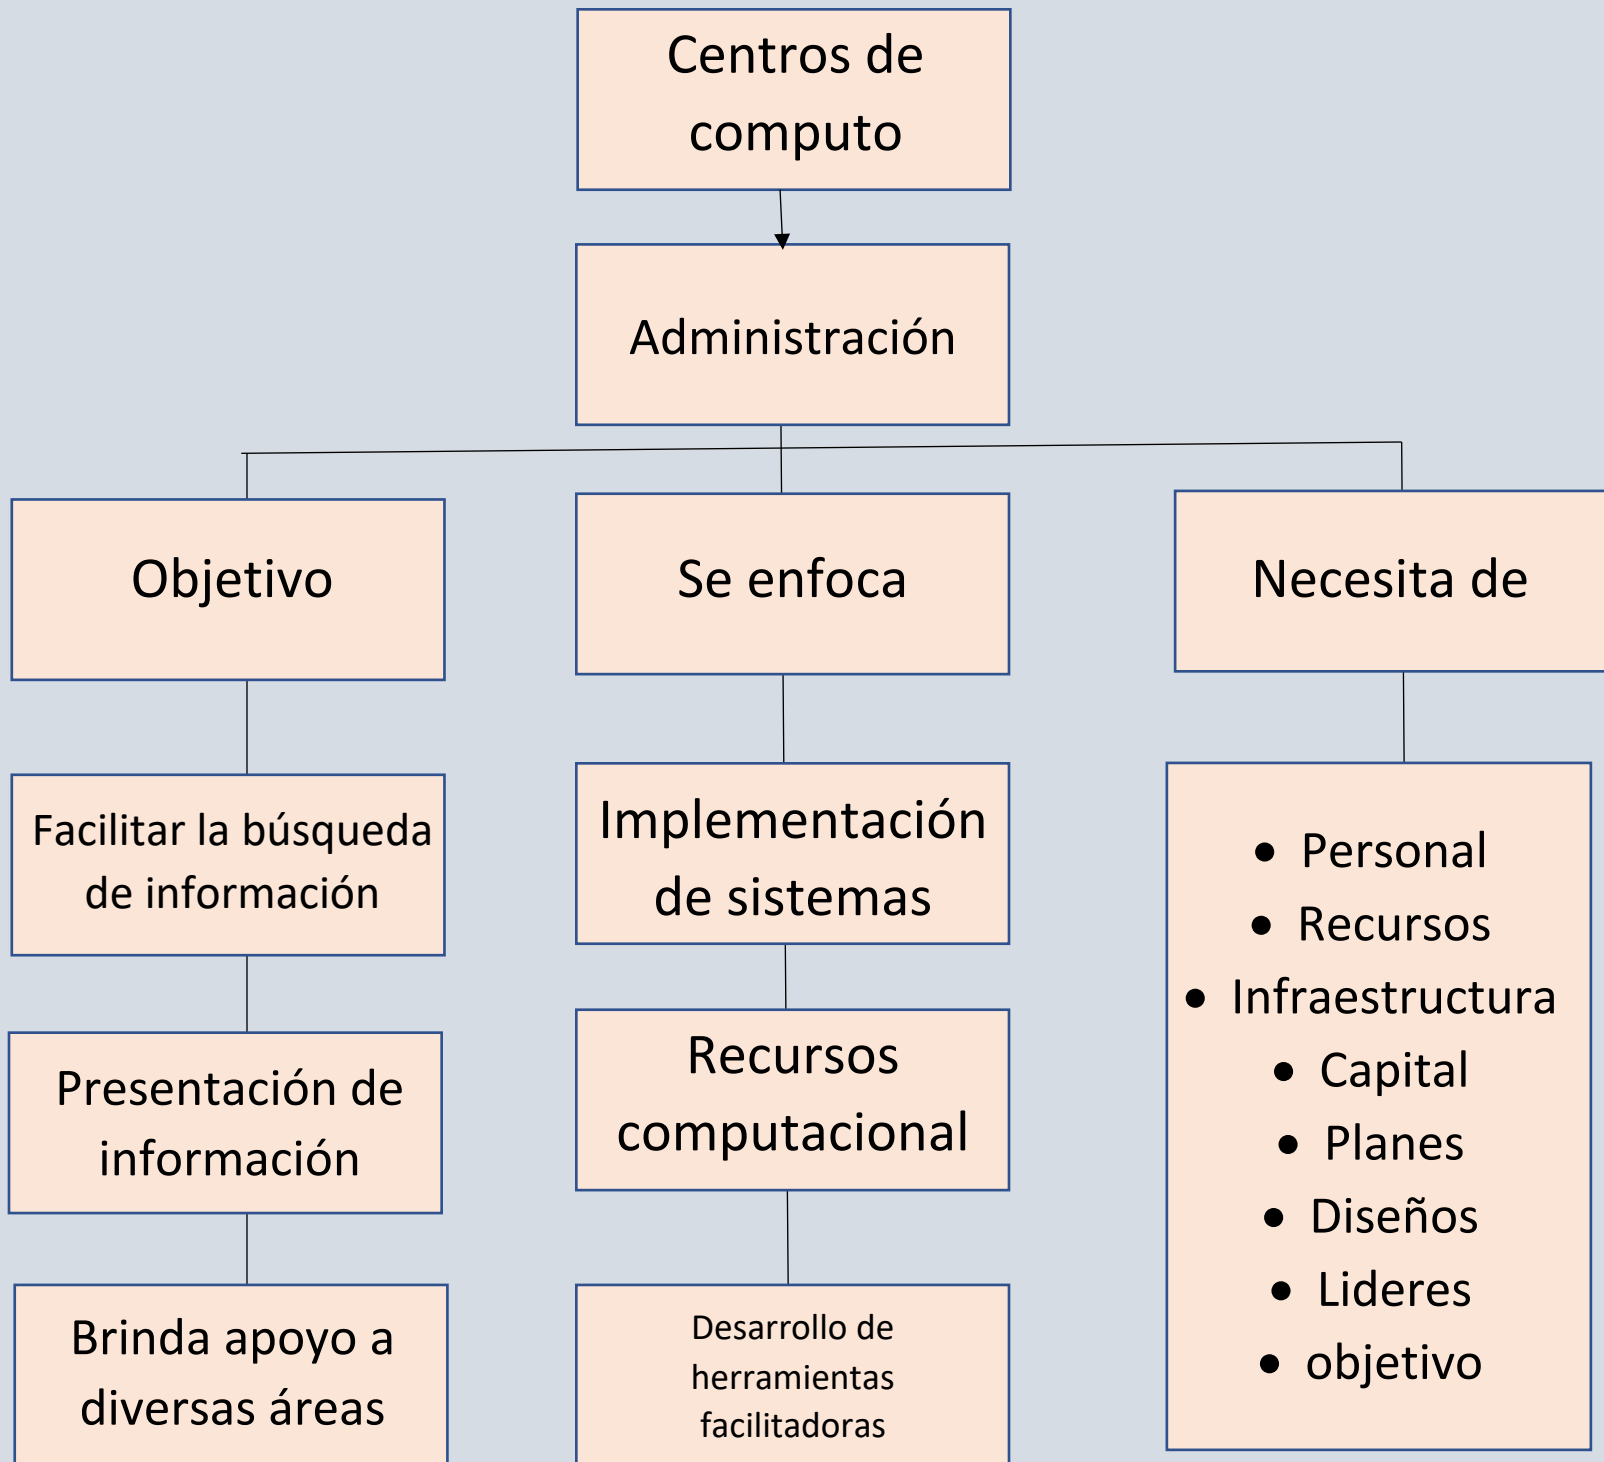 Centros de
computo
Administración
Objetivo
Se enfoca
Necesita de
Facilitar la búsqueda
de información
Implementación
de sistemas
• Personal
• Recursos
• Infraestructura
• Capital
• Planes
• Diseños
• Lideres
• objetivo
Presentación de
información
Recursos
computacional
Brinda apoyo a
diversas áreas
Desarrollo de
herramientas
facilitadoras